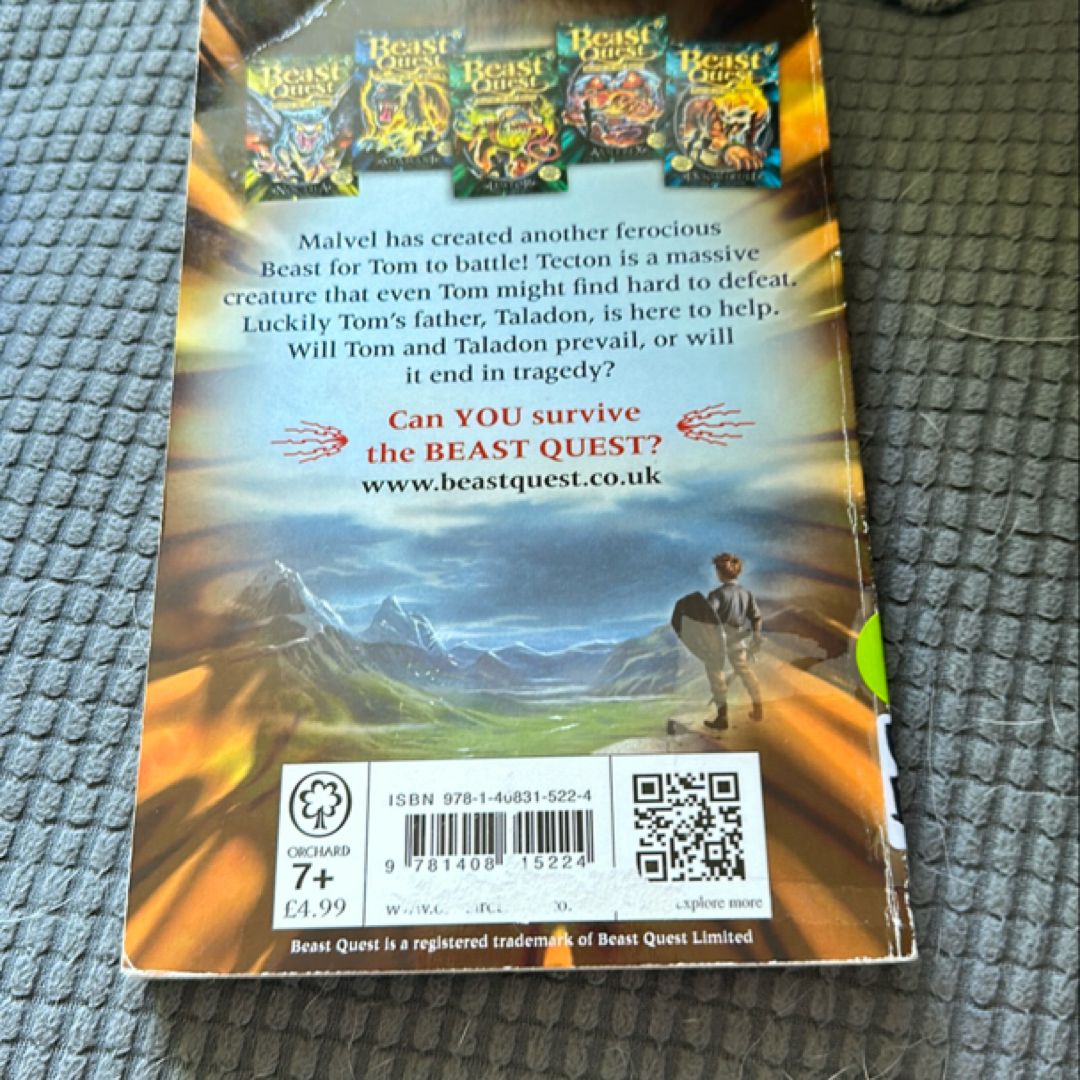 Beast Quest
Beast Quest
Beast Quest
Beast Quest
Beast Quest
Malvel has created another ferocious
Beast for Tom to battle! Tecton is a massive
creature that even Tom might find hard to defeat.
Luckily Tom's father, Taladon, is here to help.
Will Tom and Taladon prevail, or will
it end in tragedy?
Can YOU survive
the BEAST QUEST?
www.beastquest.co.uk
ISBN 978-1-40831-522-4
9 781408 15224
ORCHARD
7+
£4.99
explore more
Beast Quest is a registered trademark of Beast Quest Limited